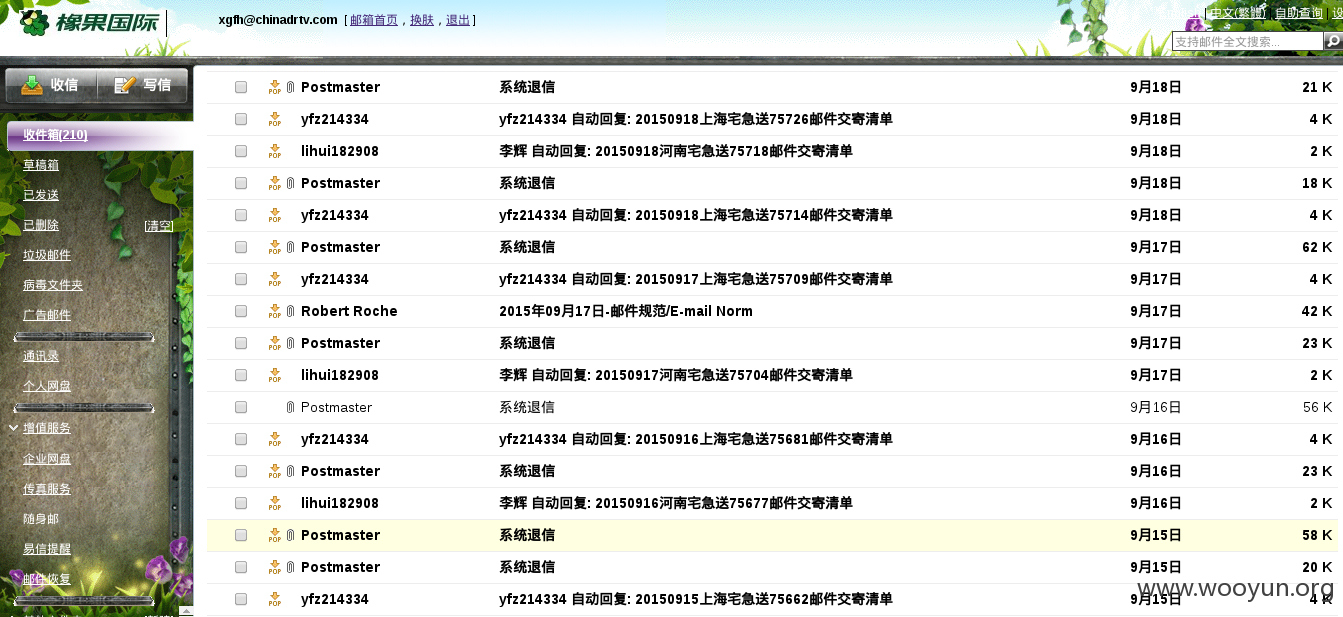 橡果国际
xgfh@chinadrtv.com [邮箱首页 , 换肤 , 退出]
中文(繁體) | 自助查询 |
支持邮件全文搜索...
收信 写信
收件箱(210)
草稿箱
已发送
已删除 [清空]
垃圾邮件
病毒文件夹
广告邮件
通讯录
个人网盘
增值服务
企业网盘
传真服务
随身邮
易信提醒
邮件恢复
POP Postmaster 系统退信 9月18日 21 K
POP yfz214334 yfz214334 自动回复: 20150918上海宅急送75726邮件交寄清单 9月18日 4 K
POP lihui182908 李辉 自动回复: 20150918河南宅急送75718邮件交寄清单 9月18日 2 K
POP Postmaster 系统退信 9月18日 18 K
POP yfz214334 yfz214334 自动回复: 20150918上海宅急送75714邮件交寄清单 9月18日 4 K
POP Postmaster 系统退信 9月17日 62 K
POP yfz214334 yfz214334 自动回复: 20150917上海宅急送75709邮件交寄清单 9月17日 4 K
POP Robert Roche 2015年09月17日-邮件规范/E-mail Norm 9月17日 42 K
POP Postmaster 系统退信 9月17日 23 K
POP lihui182908 李辉 自动回复: 20150917河南宅急送75704邮件交寄清单 9月17日 2 K
Postmaster 系统退信 9月16日 56 K
POP yfz214334 yfz214334 自动回复: 20150916上海宅急送75681邮件交寄清单 9月16日 4 K
POP Postmaster 系统退信 9月16日 23 K
POP lihui182908 李辉 自动回复: 20150916河南宅急送75677邮件交寄清单 9月16日 2 K
POP Postmaster 系统退信 9月15日 58 K
POP Postmaster 系统退信 9月15日 20 K
POP yfz214334 yfz214334 自动回复: 20150915上海宅急送75662邮件交寄清单 9月15日 4 K
www.wooyun.org